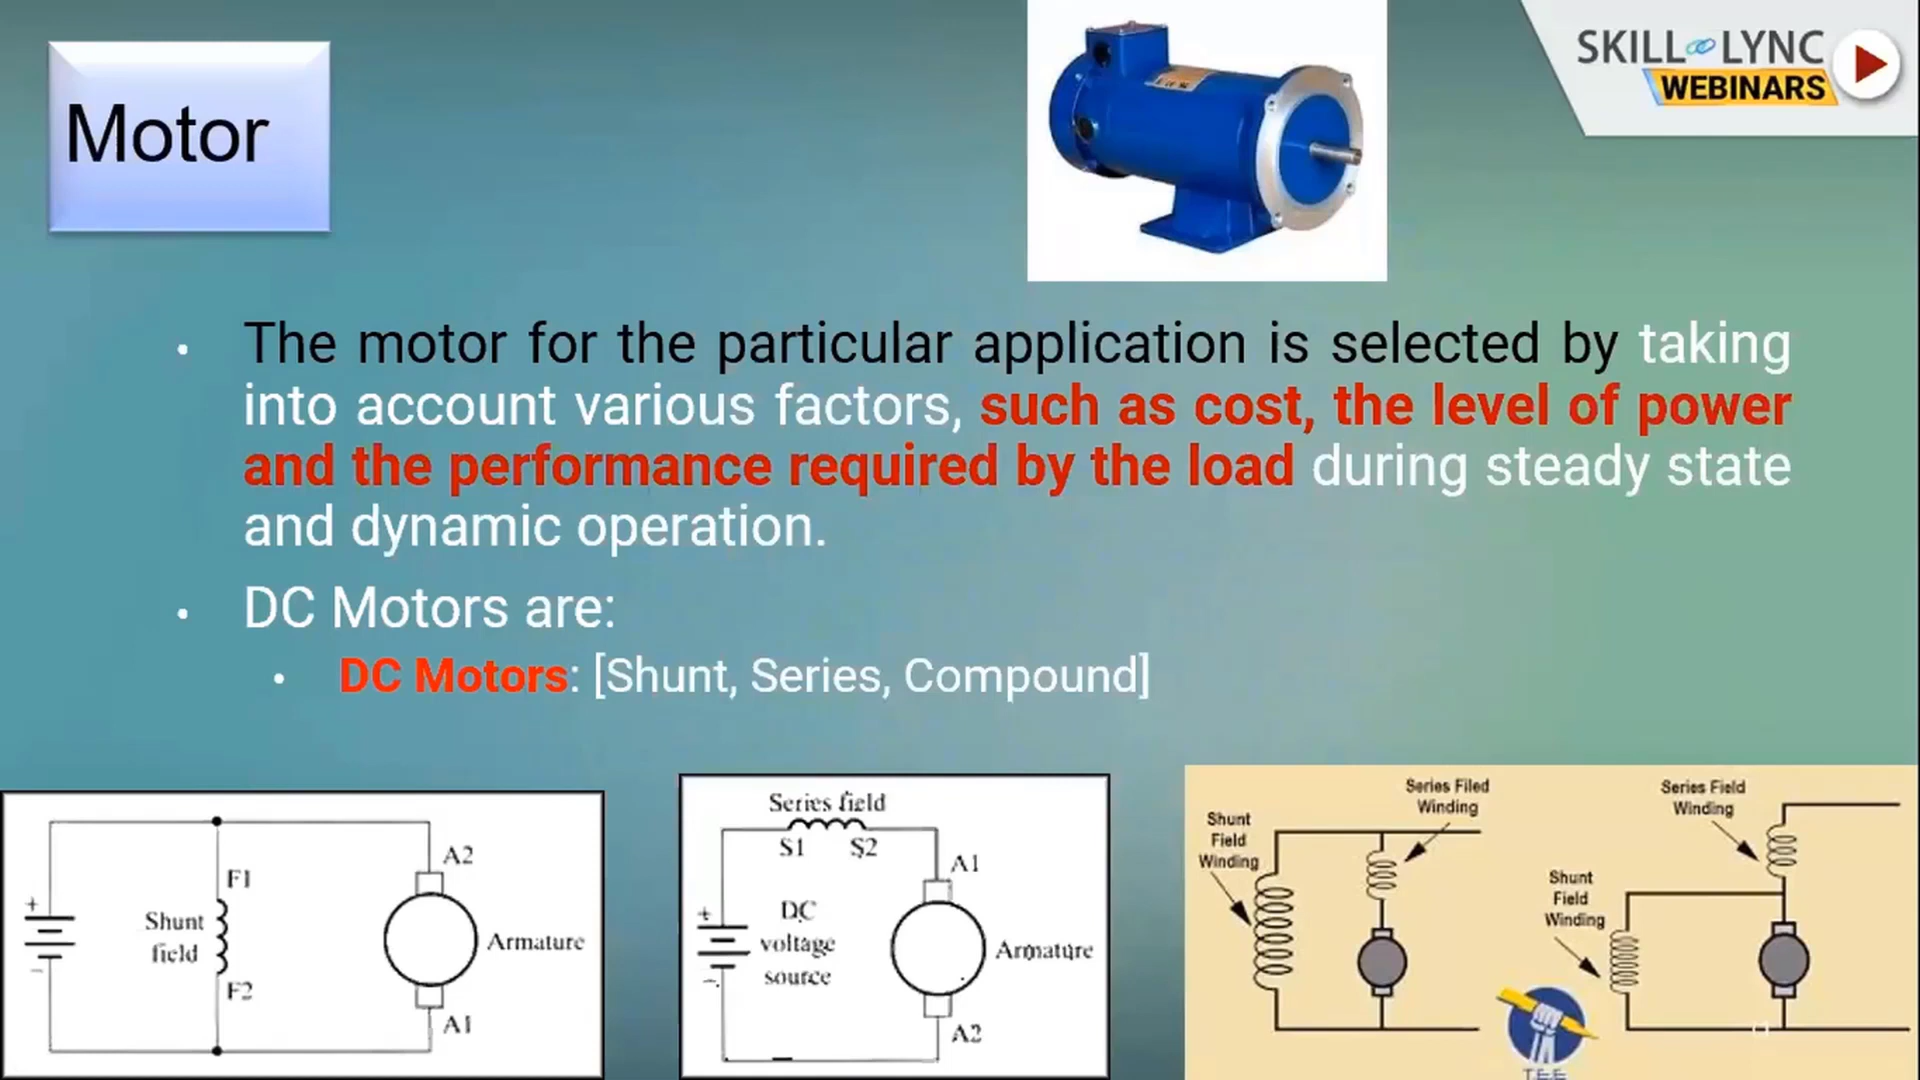 Motor
SKILL LYNC
WEBINARS
The motor for the particular application is selected by taking
into account various factors, such as cost, the level of power
and the performance required by the load during steady state
and dynamic operation.
DC Motors are:
DC Motors: [Shunt, Series, Compound]
A2
F1
+
Shunt
field
Armature
F2
A1
Series field
S1 S2
A1
+
DC
voltage
source
Armature
A2
Series Filed
Winding
Shunt
Field
Winding
Series Field
Winding
Shunt
Field
Winding
T.E.E